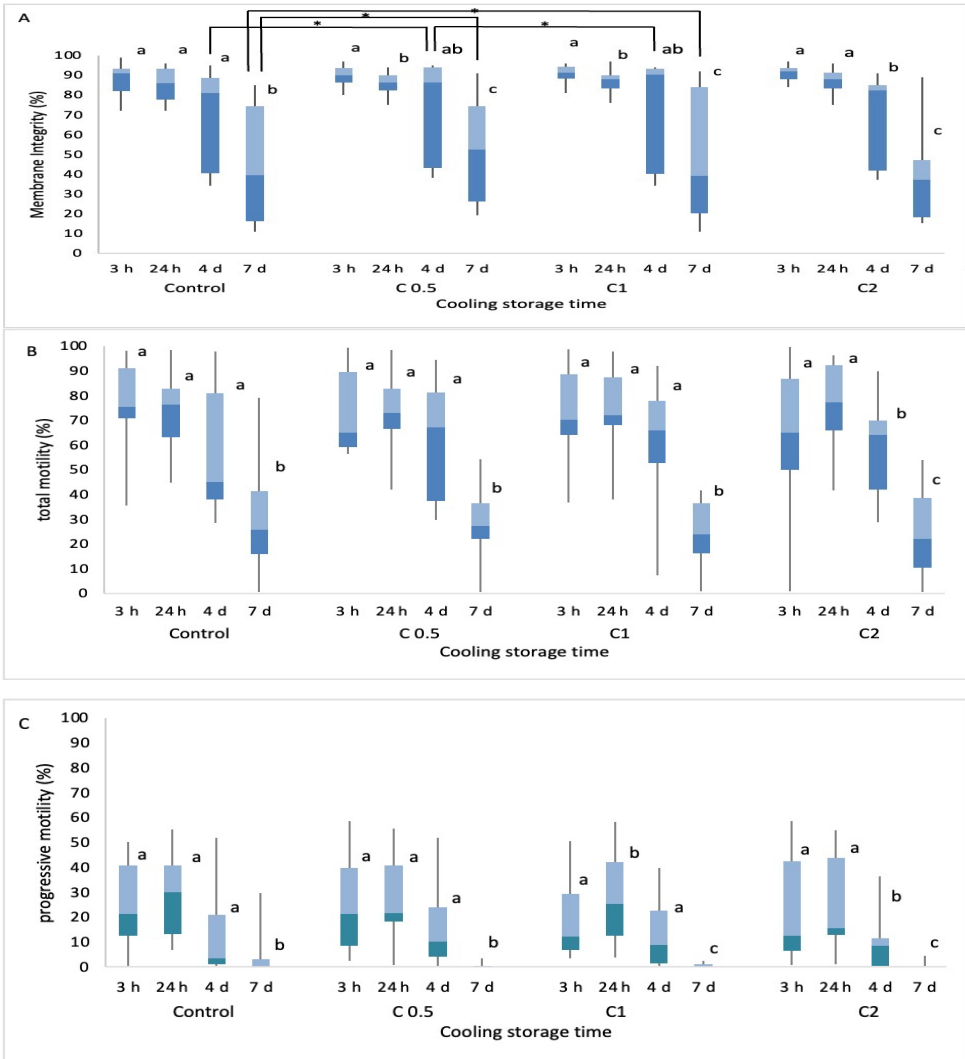 A
*
*
*
*
a a a b a b ab c a b ab c a a b c
Membrane Integrity (%)
100
90
80
70
60
50
40
30
20
10
0
3 h 24 h 4 d 7 d 3 h 24 h 4 d 7 d 3 h 24 h 4 d 7 d 3 h 24 h 4 d 7 d
Control C 0.5 C1 C2
Cooling storage time
B
a a a b a a a b a a a b a a b c
total motility (%)
100
90
80
70
60
50
40
30
20
10
0
3 h 24 h 4 d 7 d 3 h 24 h 4 d 7 d 3 h 24 h 4 d 7 d 3 h 24 h 4 d 7 d
Control C 0.5 C1 C2
Cooling storage time
C
a a a b a a a b a b a c a a b c
progressive motility (%)
100
90
80
70
60
50
40
30
20
10
0
3 h 24 h 4 d 7 d 3 h 24 h 4 d 7 d 3 h 24 h 4 d 7 d 3 h 24 h 4 d 7 d
Control C 0.5 C1 C2
Cooling storage time